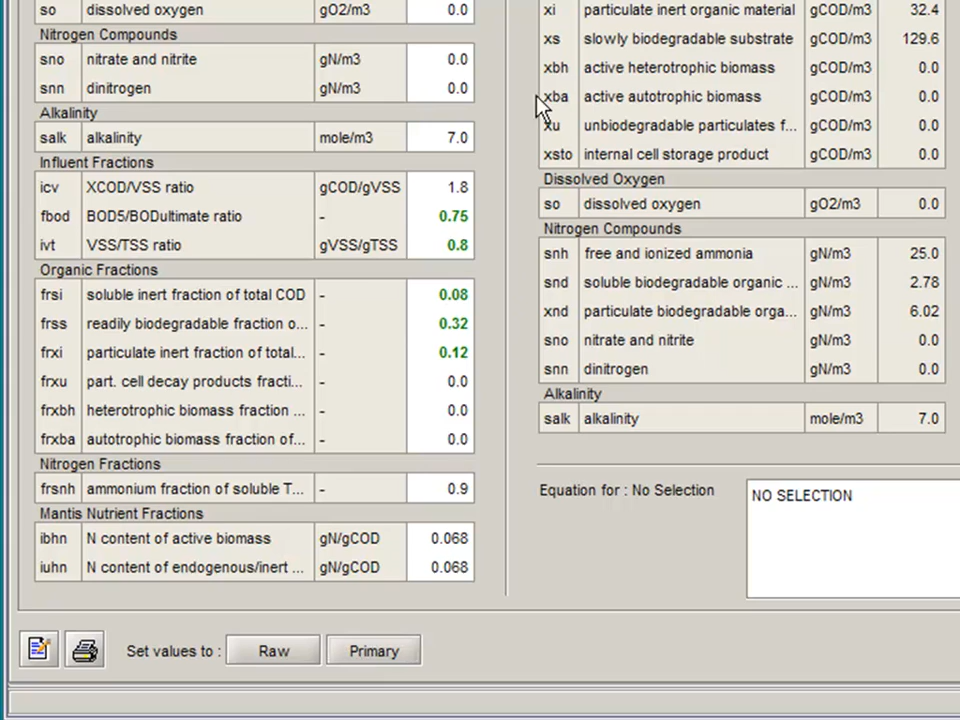 so dissolved oxygen gO2/m3 0.0
Nitrogen Compounds
sno nitrate and nitrite gN/m3 0.0
snn dinitrogen gN/m3 0.0
Alkalinity
salk alkalinity mole/m3 7.0
Influent Fractions
icv XCOD/VSS ratio gCOD/gVSS 1.8
fbod BOD5/BODultimate ratio - 0.75
ivt VSS/TSS ratio gVSS/gTSS 0.8
Organic Fractions
frsi soluble inert fraction of total COD - 0.08
frss readily biodegradable fraction o... - 0.32
frxi particulate inert fraction of total... - 0.12
frxu part. cell decay products fracti... - 0.0
frxbh heterotrophic biomass fraction ... - 0.0
frxba autotrophic biomass fraction of... - 0.0
Nitrogen Fractions
frsnh ammonium fraction of soluble T... - 0.9
Mantis Nutrient Fractions
ibhn N content of active biomass gN/gCOD 0.068
iuhn N content of endogenous/inert ... gN/gCOD 0.068
Set values to : Raw Primary
xi particulate inert organic material gCOD/m3 32.4
xs slowly biodegradable substrate gCOD/m3 129.6
xbh active heterotrophic biomass gCOD/m3 0.0
xba active autotrophic biomass gCOD/m3 0.0
xu unbiodegradable particulates f... gCOD/m3 0.0
xsto internal cell storage product gCOD/m3 0.0
Dissolved Oxygen
so dissolved oxygen gO2/m3 0.0
Nitrogen Compounds
snh free and ionized ammonia gN/m3 25.0
snd soluble biodegradable organic ... gN/m3 2.78
xnd particulate biodegradable orga... gN/m3 6.02
sno nitrate and nitrite gN/m3 0.0
snn dinitrogen gN/m3 0.0
Alkalinity
salk alkalinity mole/m3 7.0
Equation for : No Selection
NO SELECTION